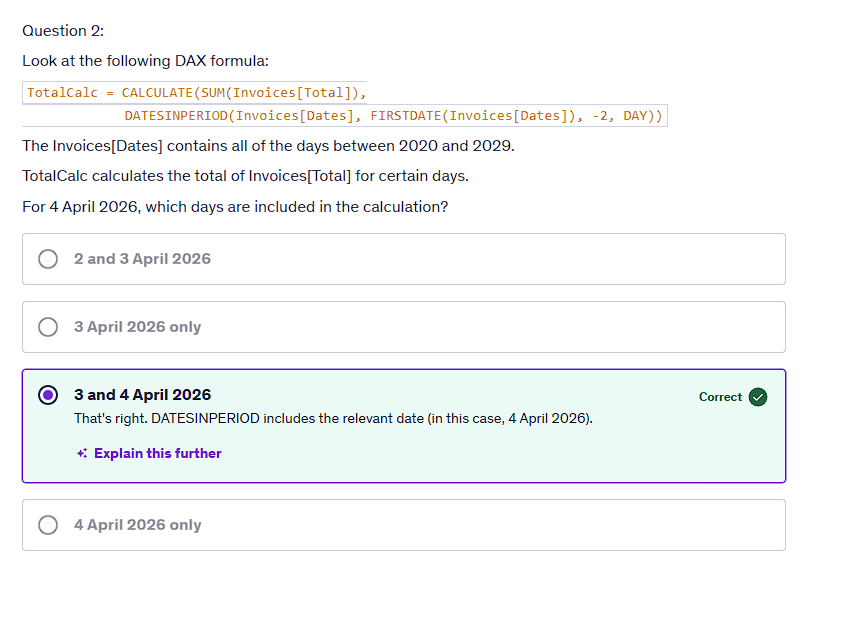 Question 2:
Look at the following DAX formula:
TotalCalc = CALCULATE(SUM(Invoices[Total]),
DATESINPERIOD(Invoices[Dates], FIRSTDATE(Invoices[Dates]), -2, DAY))
The Invoices[Dates] contains all of the days between 2020 and 2029.
TotalCalc calculates the total of Invoices[Total] for certain days.
For 4 April 2026, which days are included in the calculation?
2 and 3 April 2026
3 April 2026 only
3 and 4 April 2026
Correct
That's right. DATESINPERIOD includes the relevant date (in this case, 4 April 2026).
Explain this further
4 April 2026 only